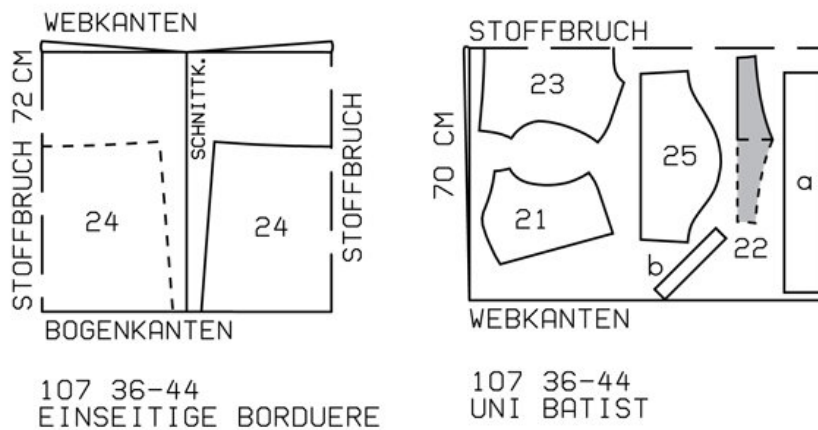 WEBKANTEN
72 CM
STOFFBRUCH
SCHNITTK.
STOFFBRUCH
24
24
BOGENKANTEN
107 36-44
EINSEITIGE BORDUERE
STOFFBRUCH
70 CM
23
25
21
22
a
b
WEBKANTEN
107 36-44
UNI BATIST